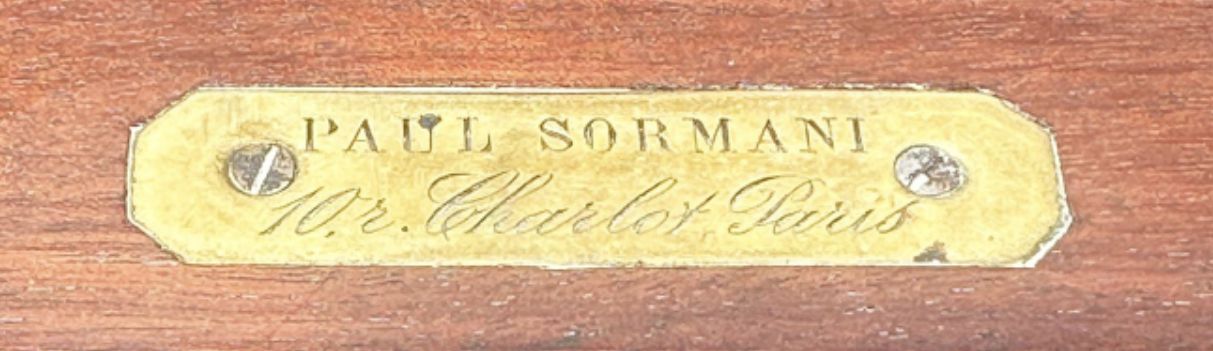 PAUL SORMANI
10, r. Charlot Paris